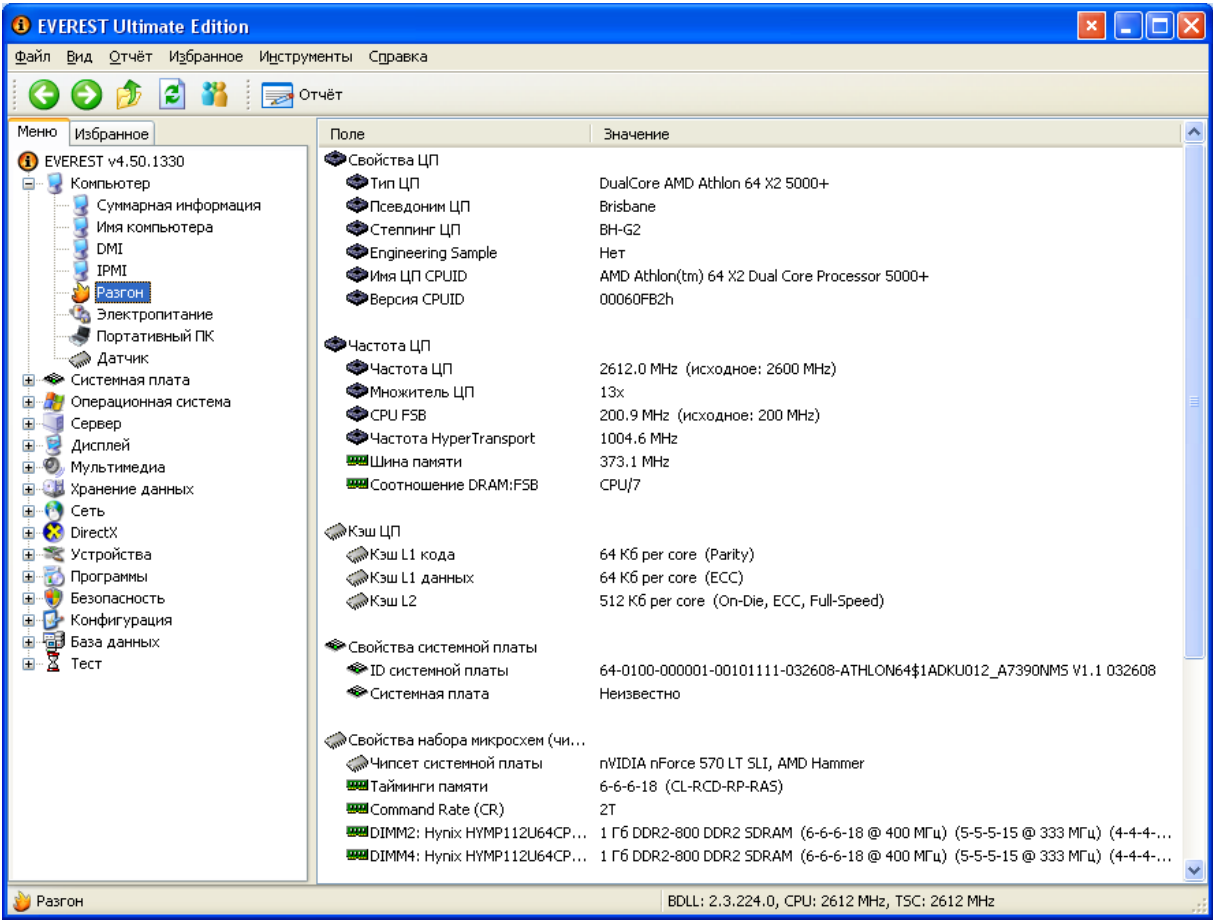 EVEREST Ultimate Edition
Файл Вид Отчёт Избранное Инструменты Справка
Отчёт
Меню Избранное
EVEREST v4.50.1330
Компьютер
Суммарная информация
Имя компьютера
DMI
IPMI
Разгон
Электропитание
Портативный ПК
Датчик
Системная плата
Операционная система
Сервер
Дисплей
Мультимедиа
Хранение данных
Сеть
DirectX
Устройства
Программы
Безопасность
Конфигурация
База данных
Тест
Поле Значение
Свойства ЦП
Тип ЦП DualCore AMD Athlon 64 X2 5000+
Псевдоним ЦП Brisbane
Степпинг ЦП BH-G2
Engineering Sample Нет
Имя ЦП CPUID AMD Athlon(tm) 64 X2 Dual Core Processor 5000+
Версия CPUID 00060FB2h
Частота ЦП
Частота ЦП 2612.0 MHz (исходное: 2600 MHz)
Множитель ЦП 13x
CPU FSB 200.9 MHz (исходное: 200 MHz)
Частота HyperTransport 1004.6 MHz
Шина памяти 373.1 MHz
Соотношение DRAM:FSB CPU/7
Кэш ЦП
Кэш L1 кода 64 Кб per core (Parity)
Кэш L1 данных 64 Кб per core (ECC)
Кэш L2 512 Кб per core (On-Die, ECC, Full-Speed)
Свойства системной платы
ID системной платы 64-0100-000001-00101111-032608-ATHLON64$1ADKU012_A7390NMS V1.1 032608
Системная плата Неизвестно
Свойства набора микросхем (чи...
Чипсет системной платы nVIDIA nForce 570 LT SLI, AMD Hammer
Тайминги памяти 6-6-6-18 (CL-RCD-RP-RAS)
Command Rate (CR) 2T
DIMM2: Hynix HYMP112U64CP... 1 Гб DDR2-800 DDR2 SDRAM (6-6-6-18 @ 400 МГц) (5-5-5-15 @ 333 МГц) (4-4-4-...
DIMM4: Hynix HYMP112U64CP... 1 Гб DDR2-800 DDR2 SDRAM (6-6-6-18 @ 400 МГц) (5-5-5-15 @ 333 МГц) (4-4-4-...
Разгон BDLL: 2.3.224.0, CPU: 2612 MHz, TSC: 2612 MHz